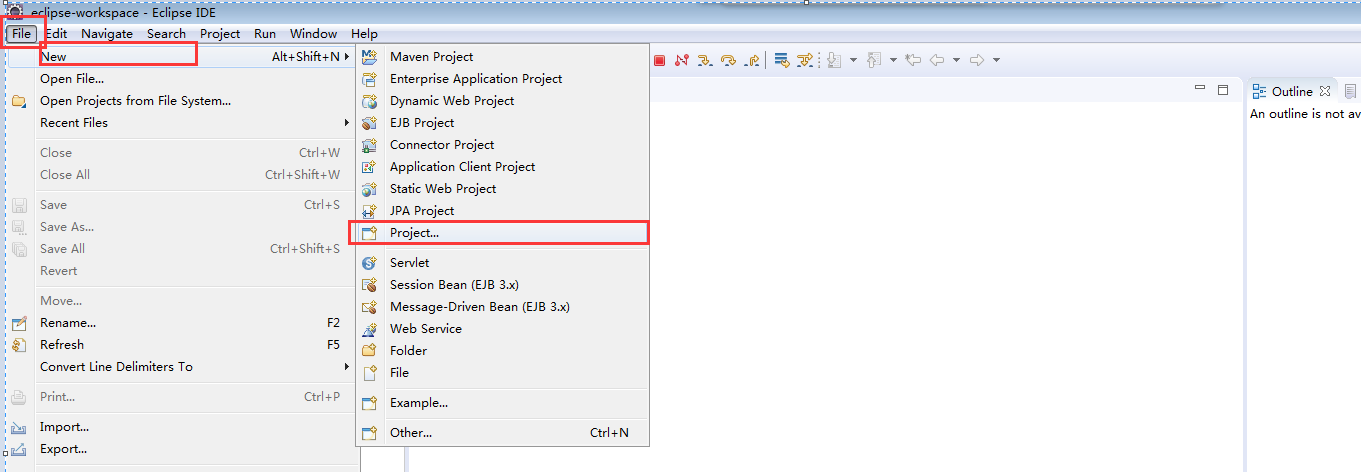 eclipse-workspace - Eclipse IDE
File Edit Navigate Search Project Run Window Help
New Alt+Shift+N
Open File...
Open Projects from File System...
Recent Files
Close Ctrl+W
Close All Ctrl+Shift+W
Save Ctrl+S
Save As...
Save All Ctrl+Shift+S
Revert
Move...
Rename... F2
Refresh F5
Convert Line Delimiters To
Print... Ctrl+P
Import...
Export...
Maven Project
Enterprise Application Project
Dynamic Web Project
EJB Project
Connector Project
Application Client Project
Static Web Project
JPA Project
Project...
Servlet
Session Bean (EJB 3.x)
Message-Driven Bean (EJB 3.x)
Web Service
Folder
File
Example...
Other... Ctrl+N
Outline
An outline is not av